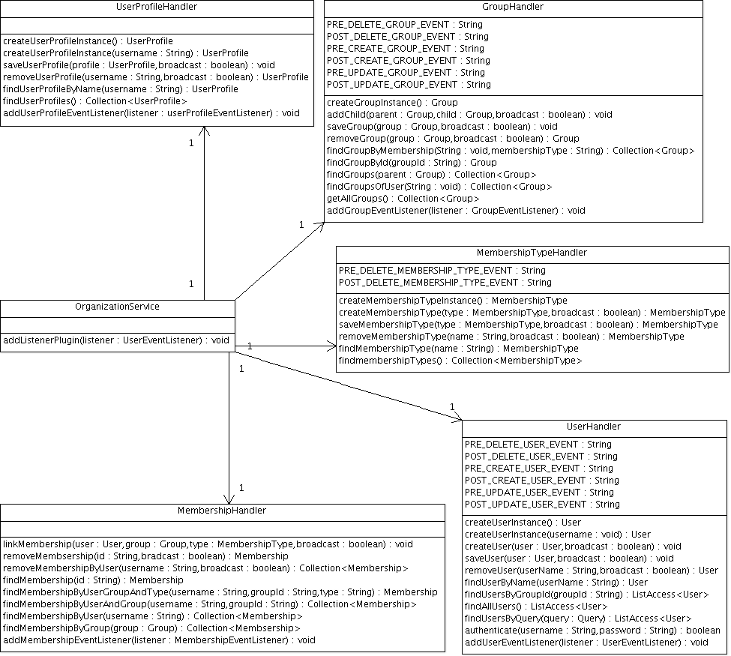 UserProfileHandler
createUserProfileInstance() : UserProfile
createUserProfileInstance(username : String) : UserProfile
saveUserProfile(profile : UserProfile,broadcast : boolean) : void
removeUserProfile(username : String,broadcast : boolean) : UserProfile
findUserProfileByName(username : String) : UserProfile
findUserProfiles() : Collection<UserProfile>
addUserProfileEventListener(listener : userProfileEventListener) : void
GroupHandler
PRE_DELETE_GROUP_EVENT : String
POST_DELETE_GROUP_EVENT : String
PRE_CREATE_GROUP_EVENT : String
POST_CREATE_GROUP_EVENT : String
PRE_UPDATE_GROUP_EVENT : String
POST_UPDATE_GROUP_EVENT : String
createGroupInstance() : Group
addChild(parent : Group,child : Group,broadcast : boolean) : void
saveGroup(group : Group,broadcast : boolean) : void
removeGroup(group : Group,broadcast : boolean) : Group
findGroupByMembership(String : void,membershipType : String) : Collection<Group>
findGroupById(groupId : String) : Group
findGroups(parent : Group) : Collection<Group>
findGroupsOfUser(String : void) : Collection<Group>
getAllGroups() : Collection<Group>
addGroupEventListener(listener : GroupEventListener) : void
1
1
1
MembershipTypeHandler
PRE_DELETE_MEMBERSHIP_TYPE_EVENT : String
POST_DELETE_MEMBERSHIP_TYPE_EVENT : String
createMembershipTypeInstance() : MembershipType
createMembershipType(type : MembershipType,broadcast : boolean) : MembershipType
saveMembershipType(type : MembershipType,broadcast : boolean) : MembershipType
removeMembershipType(name : String,broadcast : boolean) : MembershipType
findMembershipType(name : String) : MembershipType
findmembershipTypes() : Collection<MembershipType>
OrganizationService
addListenerPlugin(listener : UserEventListener) : void
1
1
1
1
1
UserHandler
PRE_DELETE_USER_EVENT : String
POST_DELETE_USER_EVENT : String
PRE_CREATE_USER_EVENT : String
POST_CREATE_USER_EVENT : String
PRE_UPDATE_USER_EVENT : String
POST_UPDATE_USER_EVENT : String
createUserInstance() : User
createUserInstance(username : void) : User
createUser(user : User,broadcast : boolean) : void
saveUser(user : User,broadcast : boolean) : void
removeUser(userName : String,broadcast : boolean) : User
findUserByName(userName : String) : User
findUsersByGroupId(groupId : String) : ListAccess<User>
findAllUsers() : ListAccess<User>
findUsersByQuery(query : Query) : ListAccess<User>
authenticate(username : String,password : String) : boolean
addUserEventListener(listener : UserEventListener) : void
MembershipHandler
linkMembership(user : User,group : Group,type : MembershipType,broadcast : boolean) : void
removeMembsership(id : String,bradcast : boolean) : Membership
removeMembershipByUser(username : String,broadcast : boolean) : Collection<Membership>
findMembership(id : String) : Membership
findMembershipByUserGroupAndType(username : String,groupId : String,type : String) : Membership
findMembershipByUserAndGroup(username : String,groupId : String) : Collection<Membership>
findMembershipByUser(username : String) : Collection<Membership>
findMembershipByGroup(group : Group) : Collection<Mebmbership>
addMembershipEventListener(listener : MembershipEventListener) : void